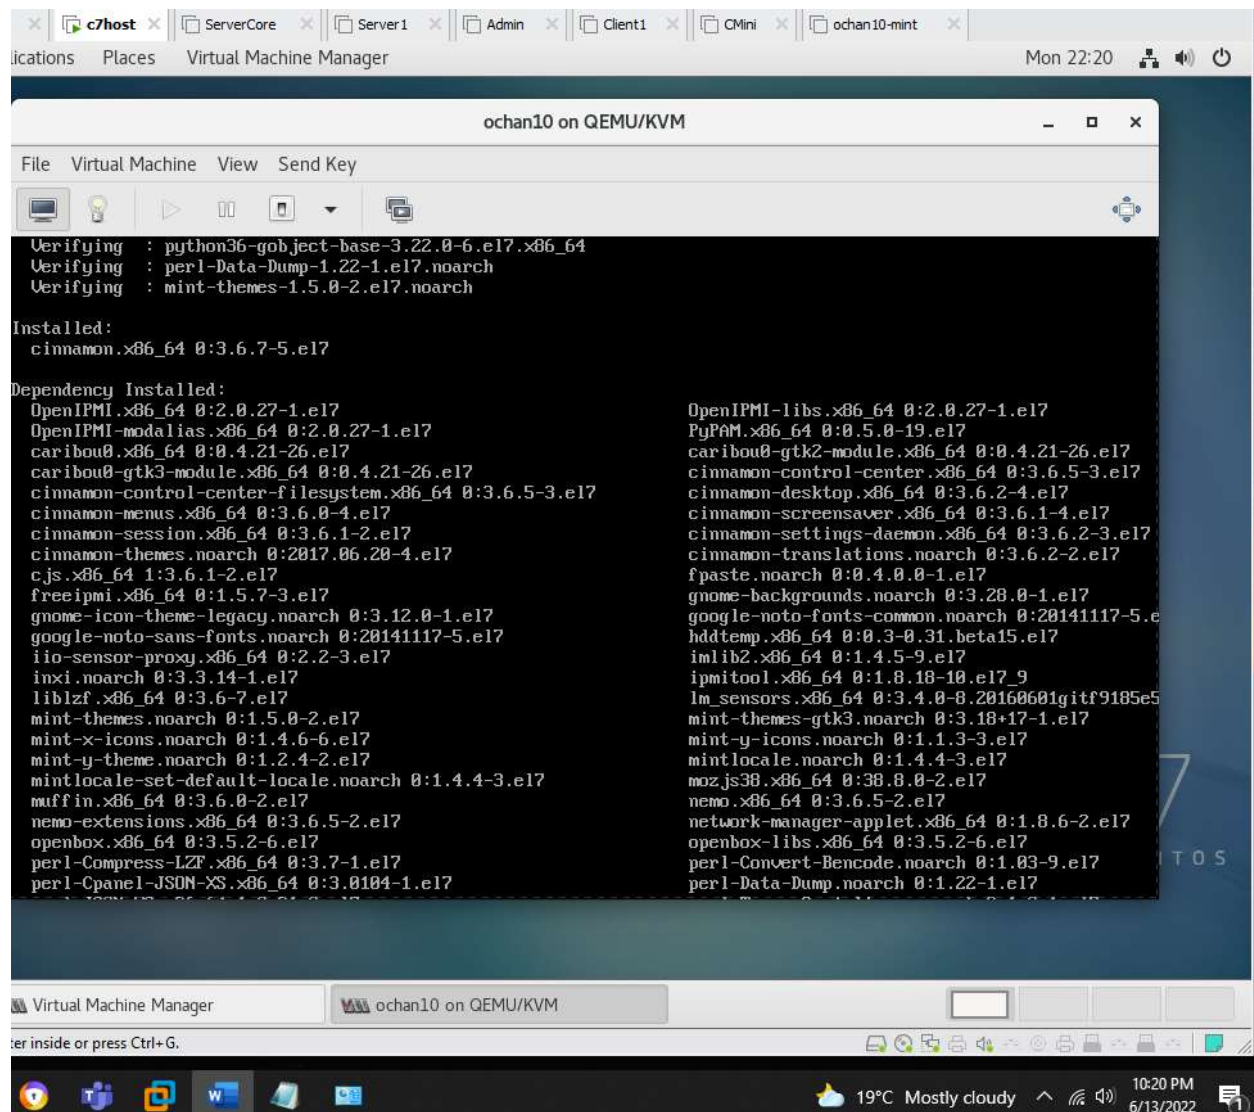 c7host
ServerCore
Server1
Admin
Client1
CMini
ochan10-mint
ications Places Virtual Machine Manager Mon 22:20
ochan10 on QEMU/KVM
File Virtual Machine View Send Key
Verifying : python36-gobject-base-3.22.0-6.el7.x86_64
Verifying : perl-Data-Dump-1.22-1.el7.noarch
Verifying : mint-themes-1.5.0-2.el7.noarch
Installed:
cinnamon.x86_64 0:3.6.7-5.el7
Dependency Installed:
OpenIPMI.x86_64 0:2.0.27-1.el7 OpenIPMI-libs.x86_64 0:2.0.27-1.el7
OpenIPMI-modalias.x86_64 0:2.0.27-1.el7 PyPAM.x86_64 0:0.5.0-19.el7
caribou0.x86_64 0:0.4.21-26.el7 caribou0-gtk2-module.x86_64 0:0.4.21-26.el7
caribou0-gtk3-module.x86_64 0:0.4.21-26.el7 cinnamon-control-center.x86_64 0:3.6.5-3.el7
cinnamon-control-center-filesystem.x86_64 0:3.6.5-3.el7 cinnamon-desktop.x86_64 0:3.6.2-4.el7
cinnamon-menus.x86_64 0:3.6.0-4.el7 cinnamon-screensaver.x86_64 0:3.6.1-4.el7
cinnamon-session.x86_64 0:3.6.1-2.el7 cinnamon-settings-daemon.x86_64 0:3.6.2-3.el7
cinnamon-themes.noarch 0:2017.06.20-4.el7 cinnamon-translations.noarch 0:3.6.2-2.el7
cjs.x86_64 1:3.6.1-2.el7 fpaste.noarch 0:0.4.0.0-1.el7
freeipmi.x86_64 0:1.5.7-3.el7 gnome-backgrounds.noarch 0:3.28.0-1.el7
gnome-icon-theme-legacy.noarch 0:3.12.0-1.el7 google-noto-fonts-common.noarch 0:20141117-5.e
google-noto-sans-fonts.noarch 0:20141117-5.el7 hddtemp.x86_64 0:0.3-0.31.beta15.el7
iio-sensor-proxy.x86_64 0:2.2-3.el7 imlib2.x86_64 0:1.4.5-9.el7
inxi.noarch 0:3.3.14-1.el7 ipmitool.x86_64 0:1.8.18-10.el7_9
liblzf.x86_64 0:3.6-7.el7 lm_sensors.x86_64 0:3.4.0-8.20160601gitf9185e5
mint-themes.noarch 0:1.5.0-2.el7 mint-themes-gtk3.noarch 0:3.18+17-1.el7
mint-x-icons.noarch 0:1.4.6-6.el7 mint-y-icons.noarch 0:1.1.3-3.el7
mint-y-theme.noarch 0:1.2.4-2.el7 mintlocale.noarch 0:1.4.4-3.el7
mintlocale-set-default-locale.noarch 0:1.4.4-3.el7 mozjs38.x86_64 0:38.8.0-2.el7
muffin.x86_64 0:3.6.0-2.el7 nemo.x86_64 0:3.6.5-2.el7
nemo-extensions.x86_64 0:3.6.5-2.el7 network-manager-applet.x86_64 0:1.8.6-2.el7
openbox.x86_64 0:3.5.2-6.el7 openbox-libs.x86_64 0:3.5.2-6.el7
perl-Compress-LZF.x86_64 0:3.7-1.el7 perl-Convert-Bencode.noarch 0:1.03-9.el7
perl-Cpanel-JSON-XS.x86_64 0:3.0104-1.el7 perl-Data-Dump.noarch 0:1.22-1.el7
7
TOS
Virtual Machine Manager
ochan10 on QEMU/KVM
ter inside or press Ctrl+G.
19°C Mostly cloudy
10:20 PM
6/13/2022
1